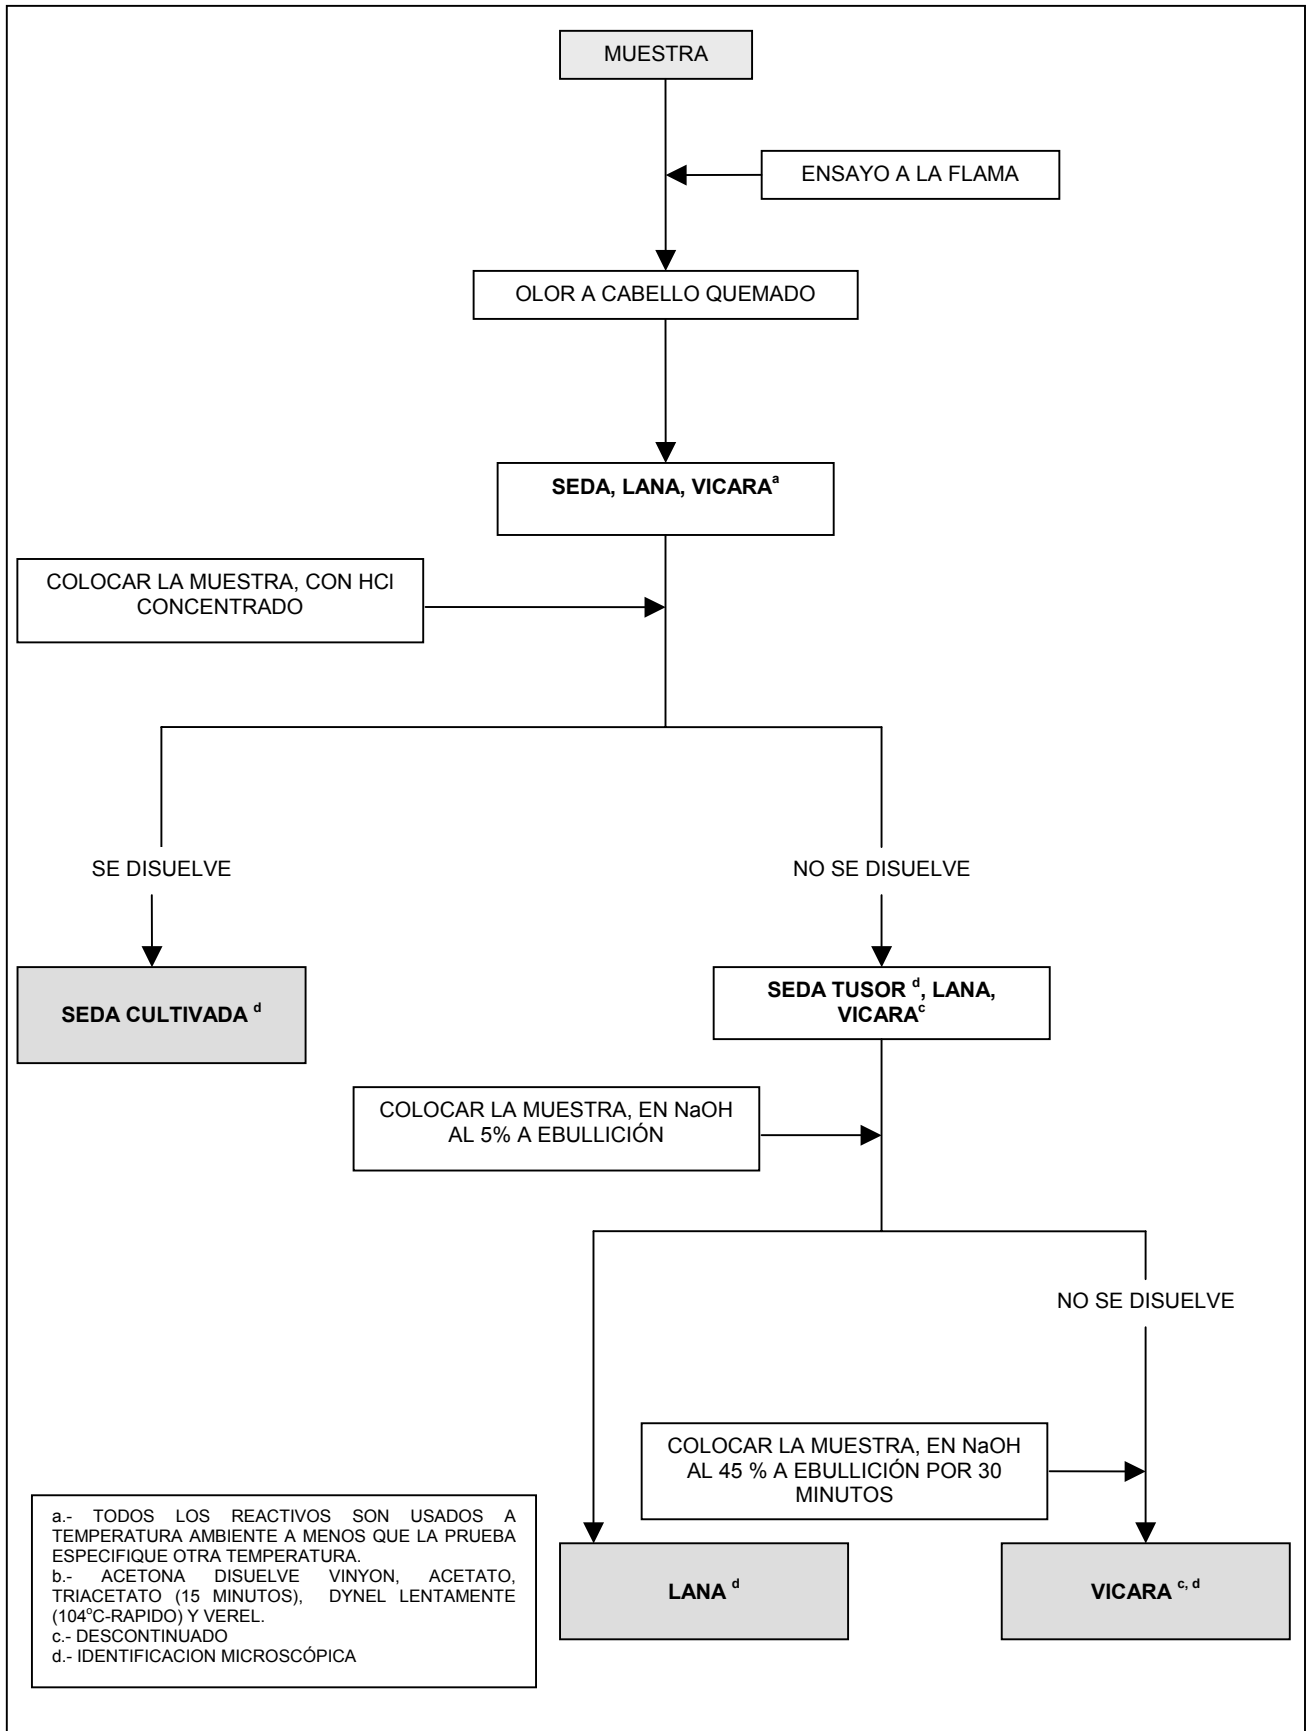 MUESTRA
ENSAYO A LA FLAMA
OLOR A CABELLO QUEMADO
SEDA, LANA, VICARAª
COLOCAR LA MUESTRA, CON HCl
CONCENTRADO
SE DISUELVE
NO SE DISUELVE
SEDA CULTIVADA d
SEDA TUSOR d, LANA,
VICARAc
COLOCAR LA MUESTRA, EN NaOH
AL 5% A EBULLICIÓN
NO SE DISUELVE
COLOCAR LA MUESTRA, EN NaOH
AL 45 % A EBULLICIÓN POR 30
MINUTOS
LANA d
VICARA c, d
a.- TODOS LOS REACTIVOS SON USADOS A
TEMPERATURA AMBIENTE A MENOS QUE LA PRUEBA
ESPECIFIQUE OTRA TEMPERATURA.
b.- ACETONA DISUELVE VINYON, ACETATO,
TRIACETATO (15 MINUTOS), DYNEL LENTAMENTE
(104°C-RAPIDO) Y VEREL.
c.- DESCONTINUADO
d.- IDENTIFICACION MICROSCÓPICA